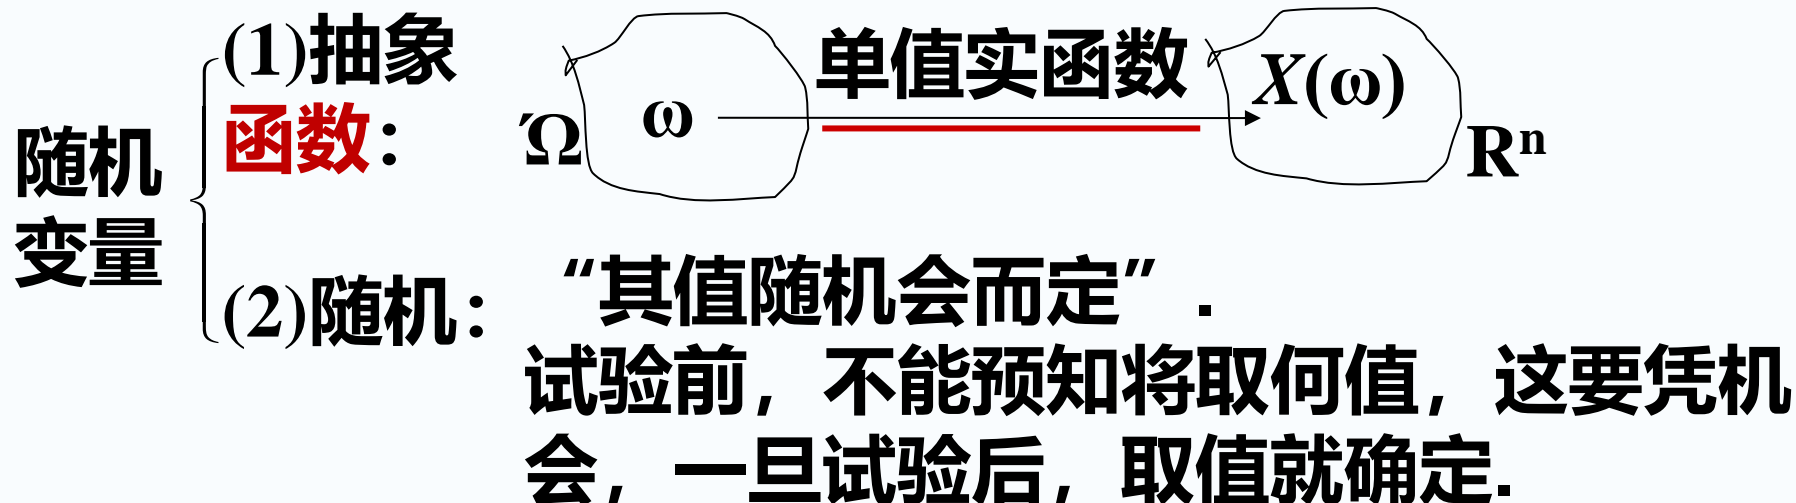 随机
变量
(1)抽象
函数：
Ώ ω 单值实函数 X(ω) Rⁿ
(2)随机： “其值随机会而定”．
试验前，不能预知将取何值，这要凭机
会，一旦试验后，取值就确定.